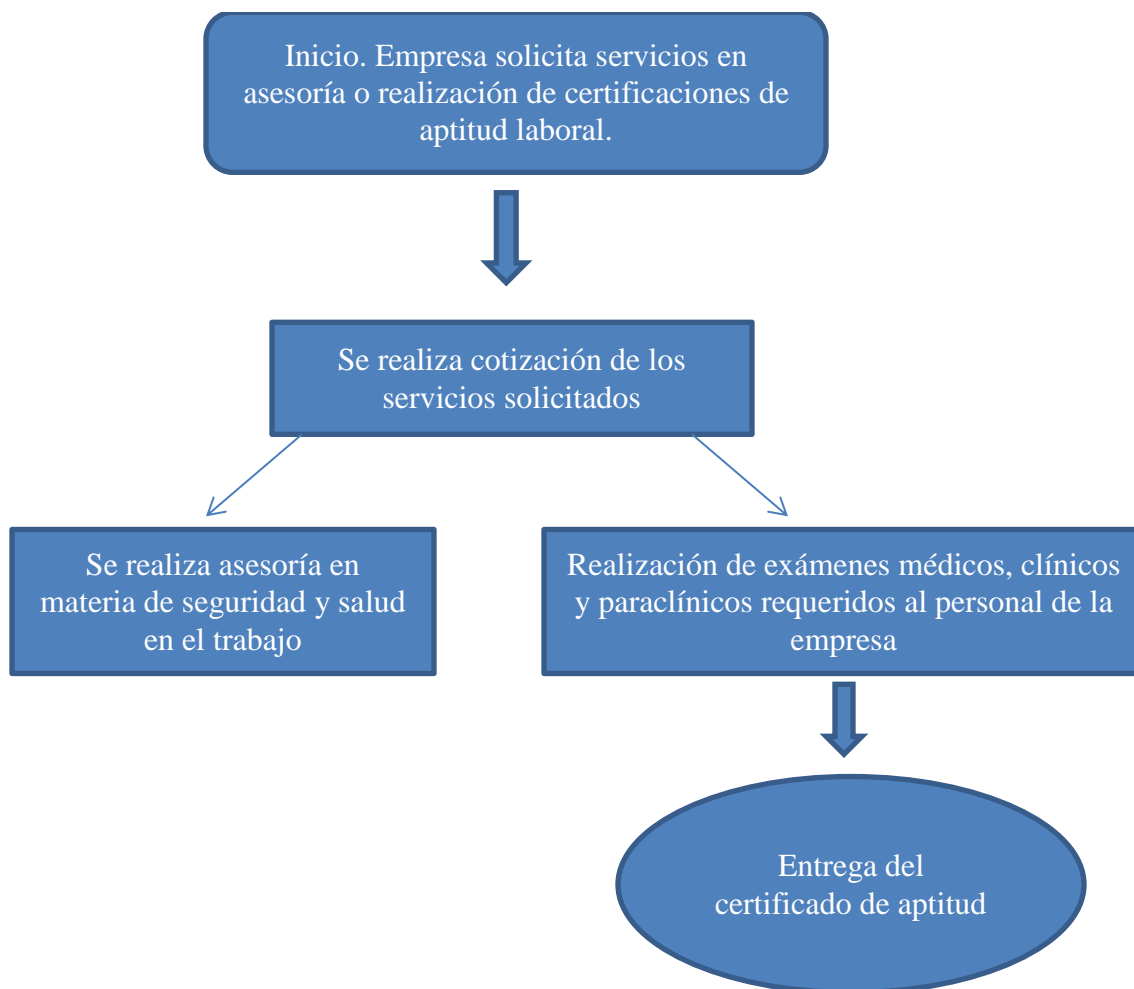 Inicio. Empresa solicita servicios en
asesoría o realización de certificaciones de
aptitud laboral.
Se realiza cotización de los
servicios solicitados
Se realiza asesoría en
materia de seguridad y salud
en el trabajo
Realización de exámenes médicos, clínicos
y paraclínicos requeridos al personal de la
empresa
Entrega del
certificado de aptitud